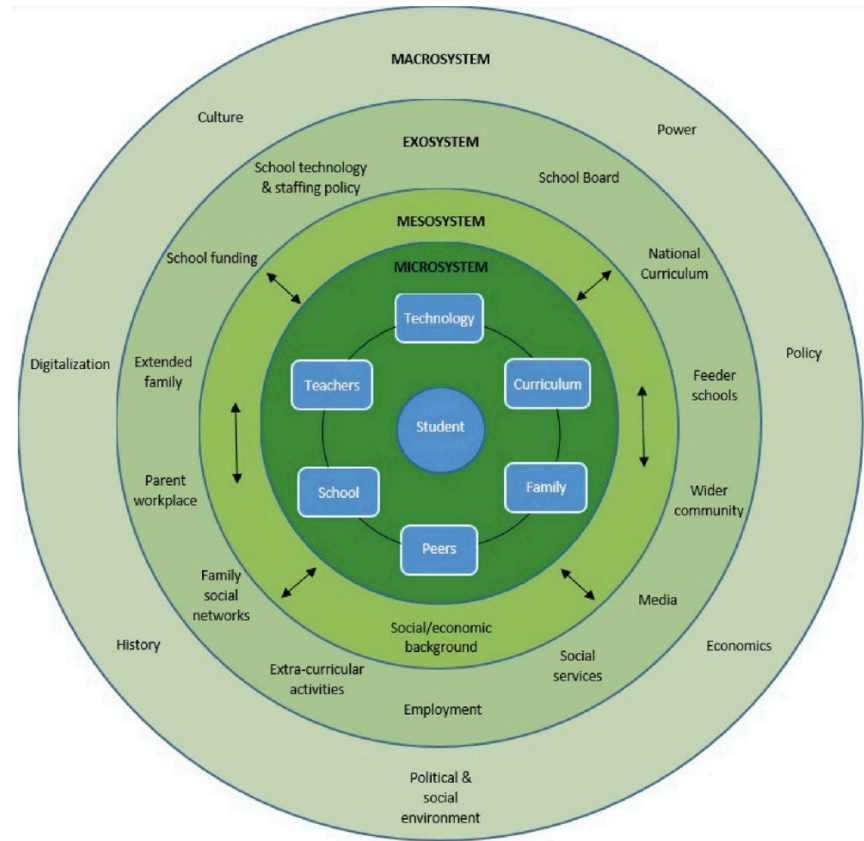 MACROSYSTEM
Culture
Power
EXOSYSTEM
School technology
& staffing policy
School Board
MESOSYSTEM
School funding
National
Curriculum
MICROSYSTEM
Technology
Digitalization
Extended
family
Teachers
Curriculum
Feeder
schools
Policy
Student
Parent
workplace
School
Family
Wider
community
Peers
Family
social
networks
Media
History
Social/economic
background
Economics
Extra-curricular
activities
Social
services
Employment
Political &
social
environment